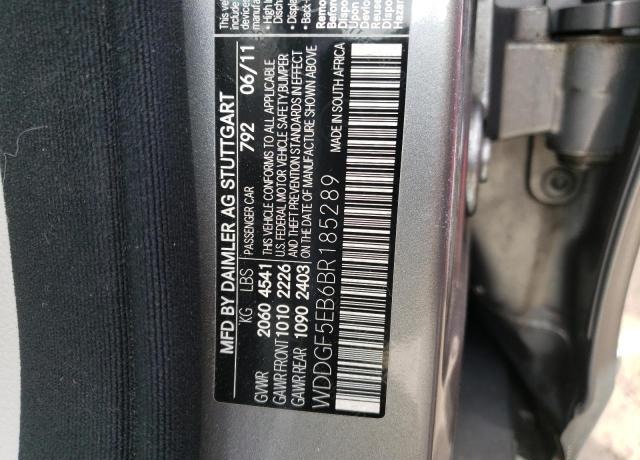 MFD BY DAIMLER AG STUTTGART
KG LBS PASSENGER CAR 792 06/11
GVWR 2060 4541 THIS VEHICLE CONFORMS TO ALL APPLICABLE
GAWR FRONT 1010 2226 U.S. FEDERAL MOTOR VEHICLE SAFETY, BUMPER
GAWR REAR 1090 2403 AND THEFT PREVENTION STANDARDS IN EFFECT
ON THE DATE OF MANUFACTURE SHOWN ABOVE
WDDGF5EB6BR185289 MADE IN SOUTH AFRICA